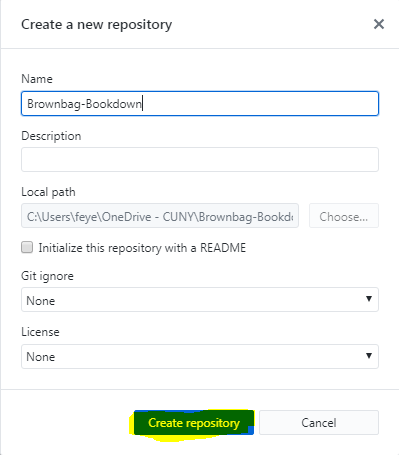 Create a new repository
Name
Brownbag-Bookdown
Description
Local path
C:\Users\feye\OneDrive - CUNY\Brownbag-Bookd
Choose...
Initialize this repository with a README
Git ignore
None
License
None
Create repository
Cancel